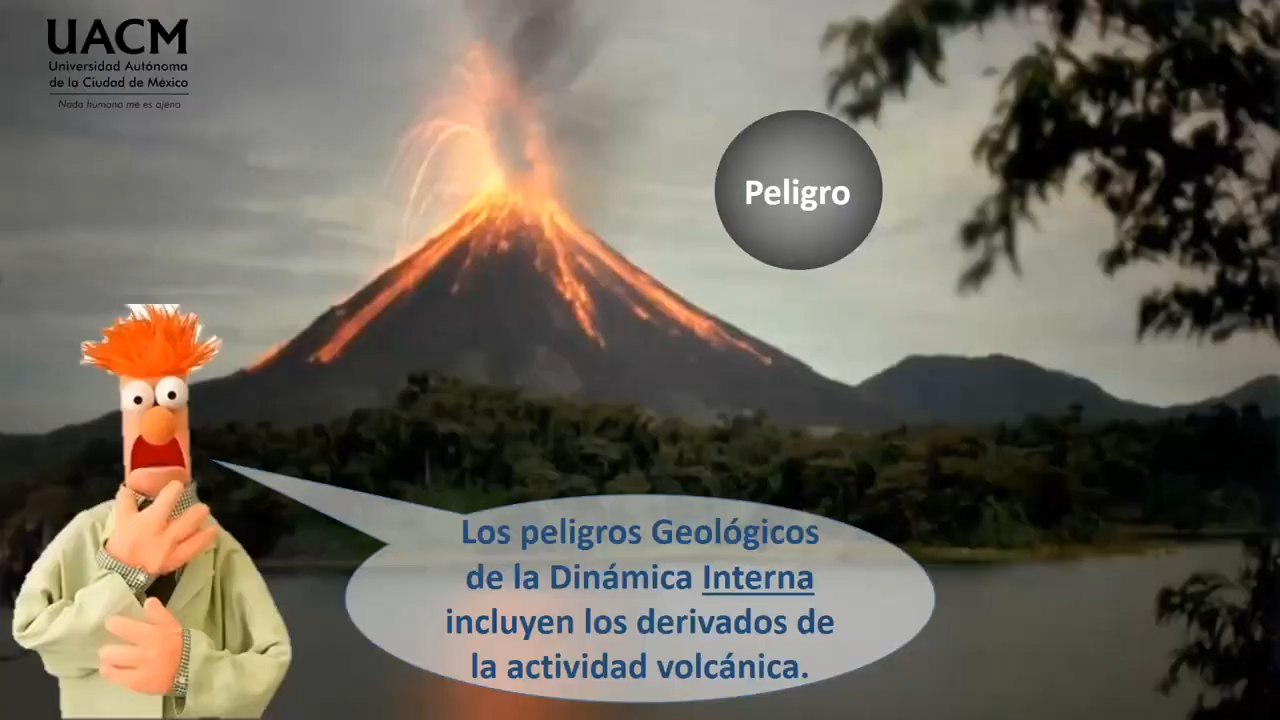 UACM
Universidad Autónoma
de la Ciudad de México
Nada humano me es ajeno
Peligro
Los peligros Geológicos
de la Dinámica Interna
incluyen los derivados de
la actividad volcánica.